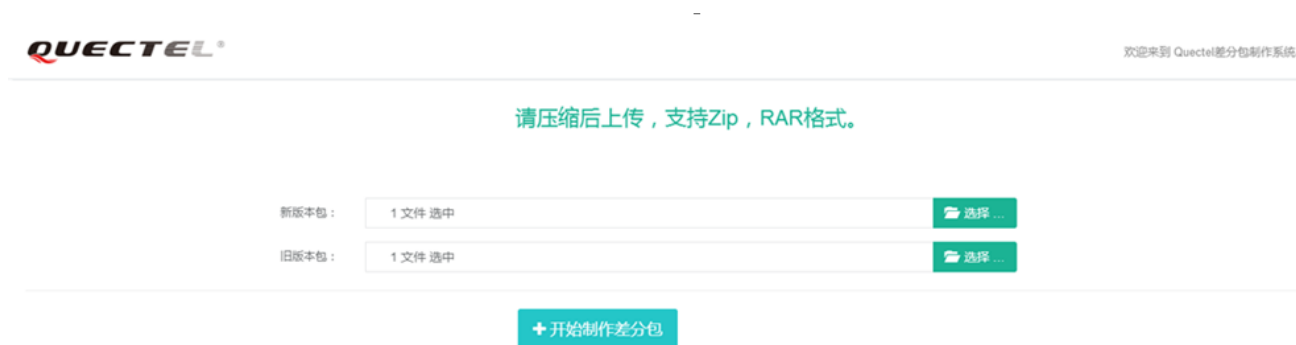 QUECTEL®
欢迎来到 Quectel差分包制作系统
请压缩后上传，支持Zip，RAR格式。
新版本包： 1 文件 选中 选择 ...
旧版本包： 1 文件 选中 选择 ...
+ 开始制作差分包